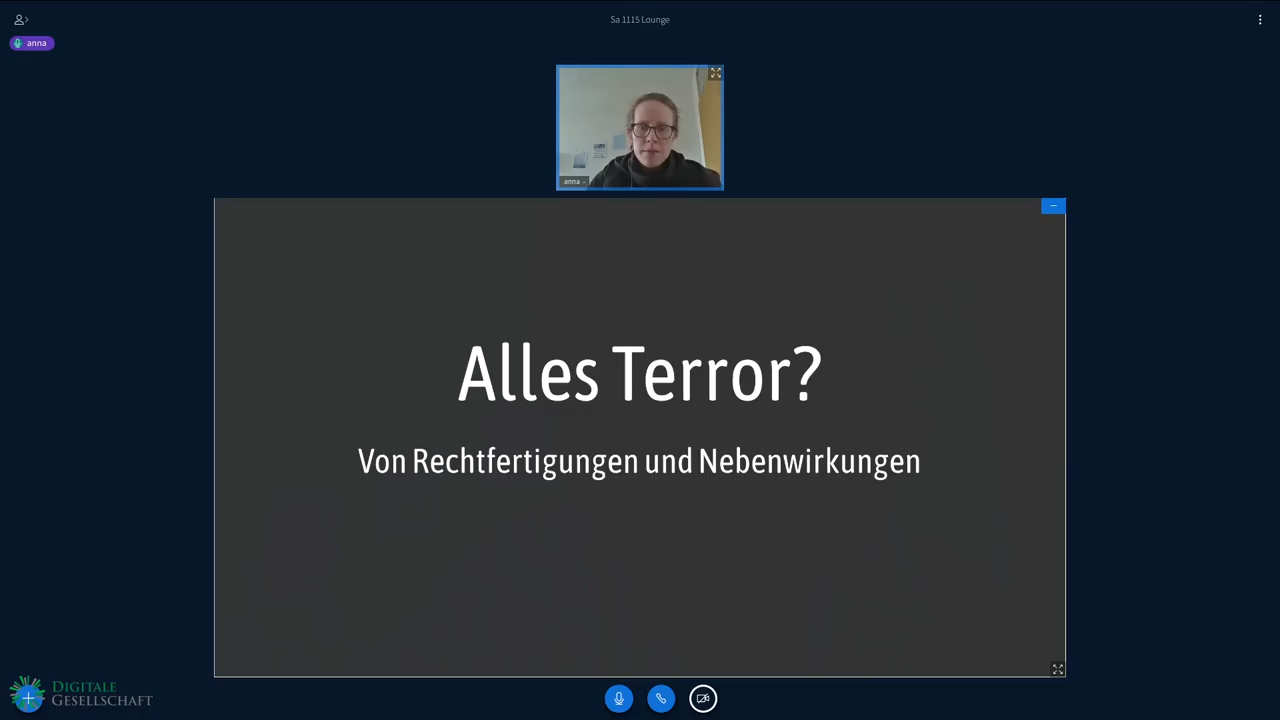 Sa 1115 Lounge
anna
anna
Alles Terror?
Von Rechtfertigungen und Nebenwirkungen
DIGITALE
GESELLSCHAFT